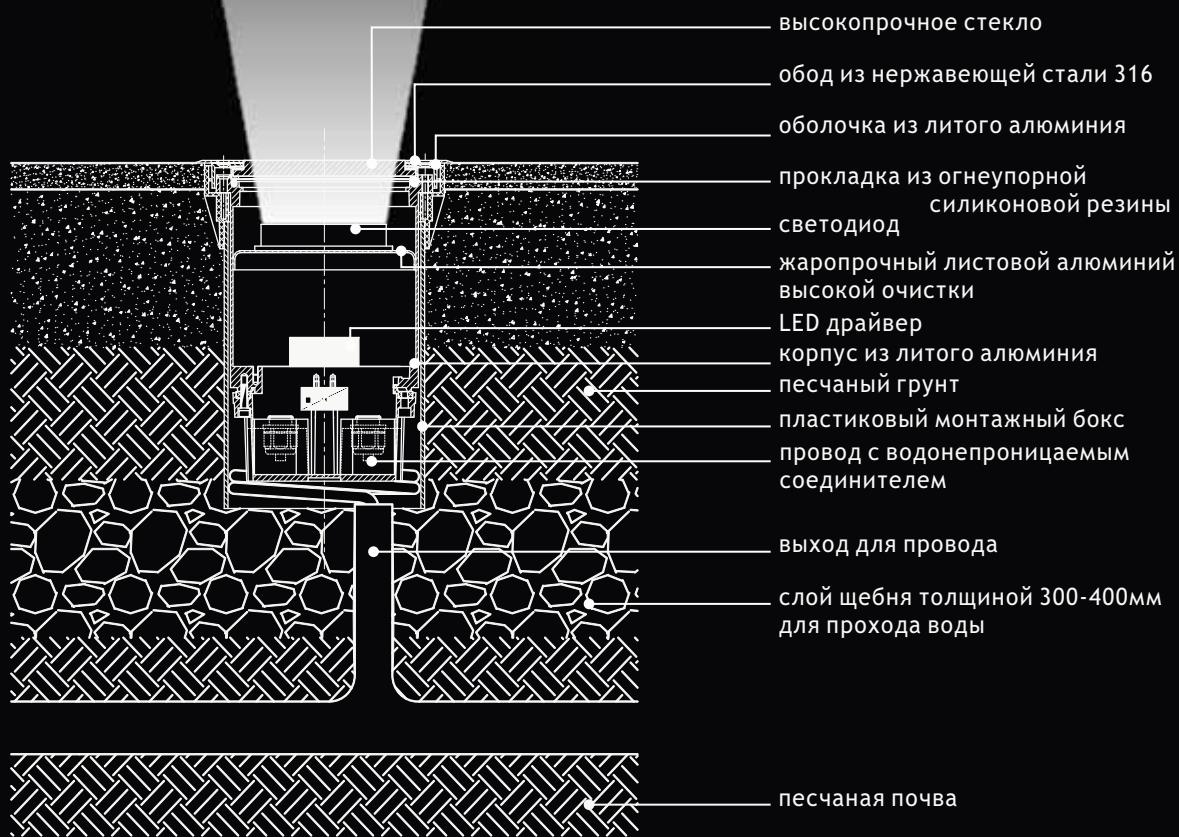 высокопрочное стекло
обод из нержавеющей стали 316
оболочка из литого алюминия
прокладка из огнеупорной
силиконовой резины
светодиод
жаропрочный листовой алюминий
высокой очистки
LED драйвер
корпус из литого алюминия
песчаный грунт
пластиковый монтажный бокс
провод с водонепроницаемым
соединителем
выход для провода
слой щебня толщиной 300-400мм
для прохода воды
песчаная почва